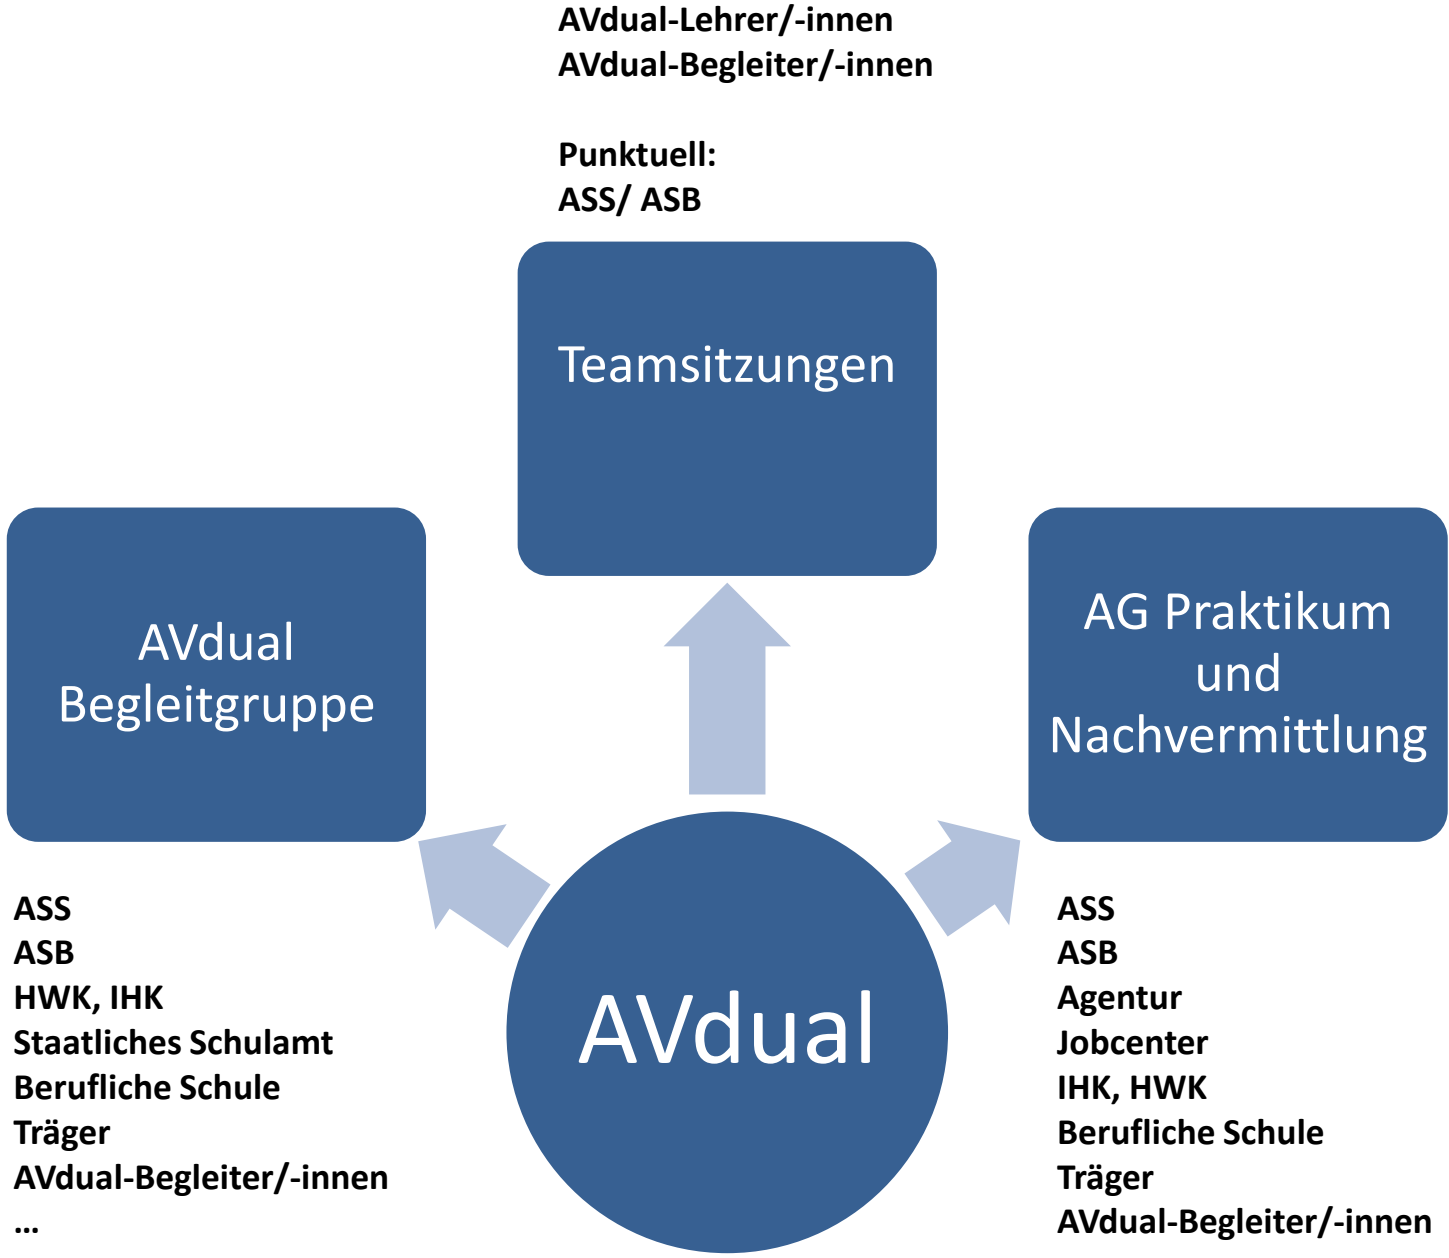 AVdual-Lehrer/-innen
AVdual-Begleiter/-innen
Punktuell:
ASS/ ASB
Teamsitzungen
AVdual
Begleitgruppe
AG Praktikum
und
Nachvermittlung
AVdual
ASS
ASB
HWK, IHK
Staatliches Schulamt
Berufliche Schule
Träger
AVdual-Begleiter/-innen
…
ASS
ASB
Agentur
Jobcenter
IHK, HWK
Berufliche Schule
Träger
AVdual-Begleiter/-innen